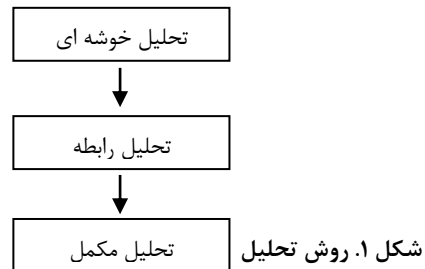 تحلیل خوشه ای
تحلیل رابطه
تحلیل مکمل
شکل ۱. روش تحلیل